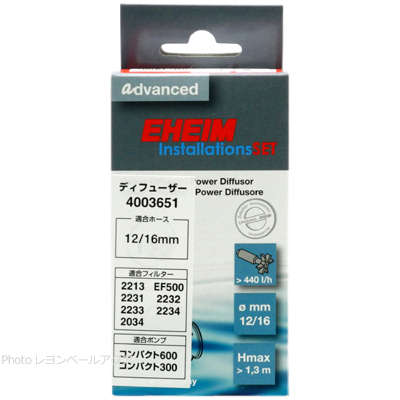 advanced
EHEIM
InstallationsSET
ディフューザー
4003651
適合ホース
12/16mm
適合フィルター
2213 EF500
2231 2232
2233 2234
2034
適合ポンプ
コンパクト600
コンパクト300
Power Diffusor
Power Diffusore
> 440 l/h
ø mm
12/16
Hmax
> 1,3 m
Photo レヨンベールア